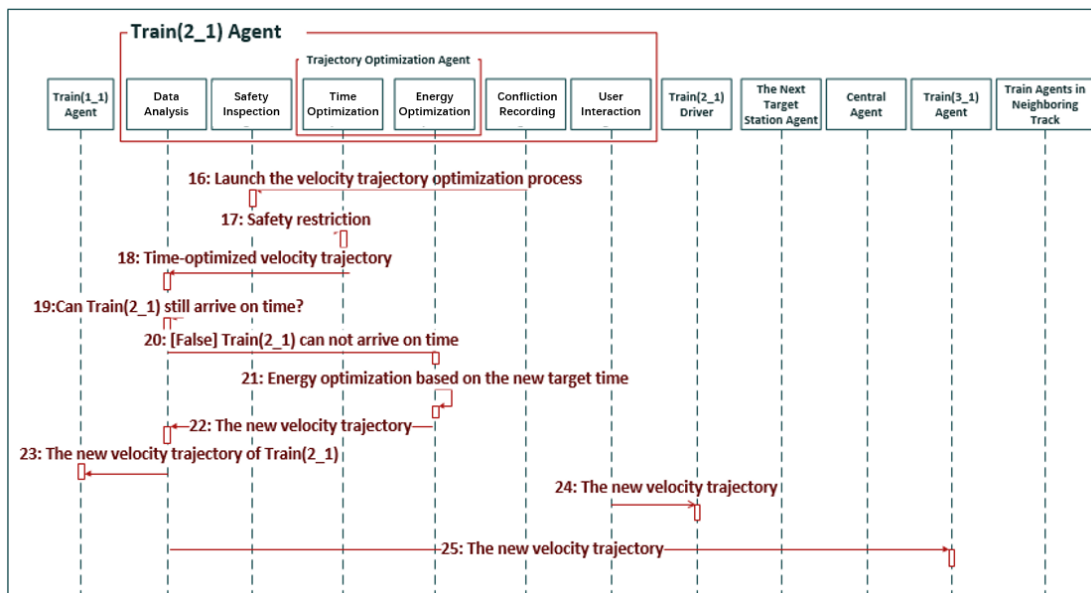 Train(2_1) Agent
Trajectory Optimization Agent
Train(1_1)
Agent
Data
Analysis
Safety
Inspection
Time
Optimization
Energy
Optimization
Confliction
Recording
User
Interaction
Train(2_1)
Driver
The Next
Target
Station Agent
Central
Agent
Train(3_1)
Agent
Train Agents in
Neighboring
Track
16: Launch the velocity trajectory optimization process
17: Safety restriction
18: Time-optimized velocity trajectory
19:Can Train(2_1) still arrive on time?
20: [False] Train(2_1) can not arrive on time
21: Energy optimization based on the new target time
22: The new velocity trajectory
23: The new velocity trajectory of Train(2_1)
24: The new velocity trajectory
25: The new velocity trajectory